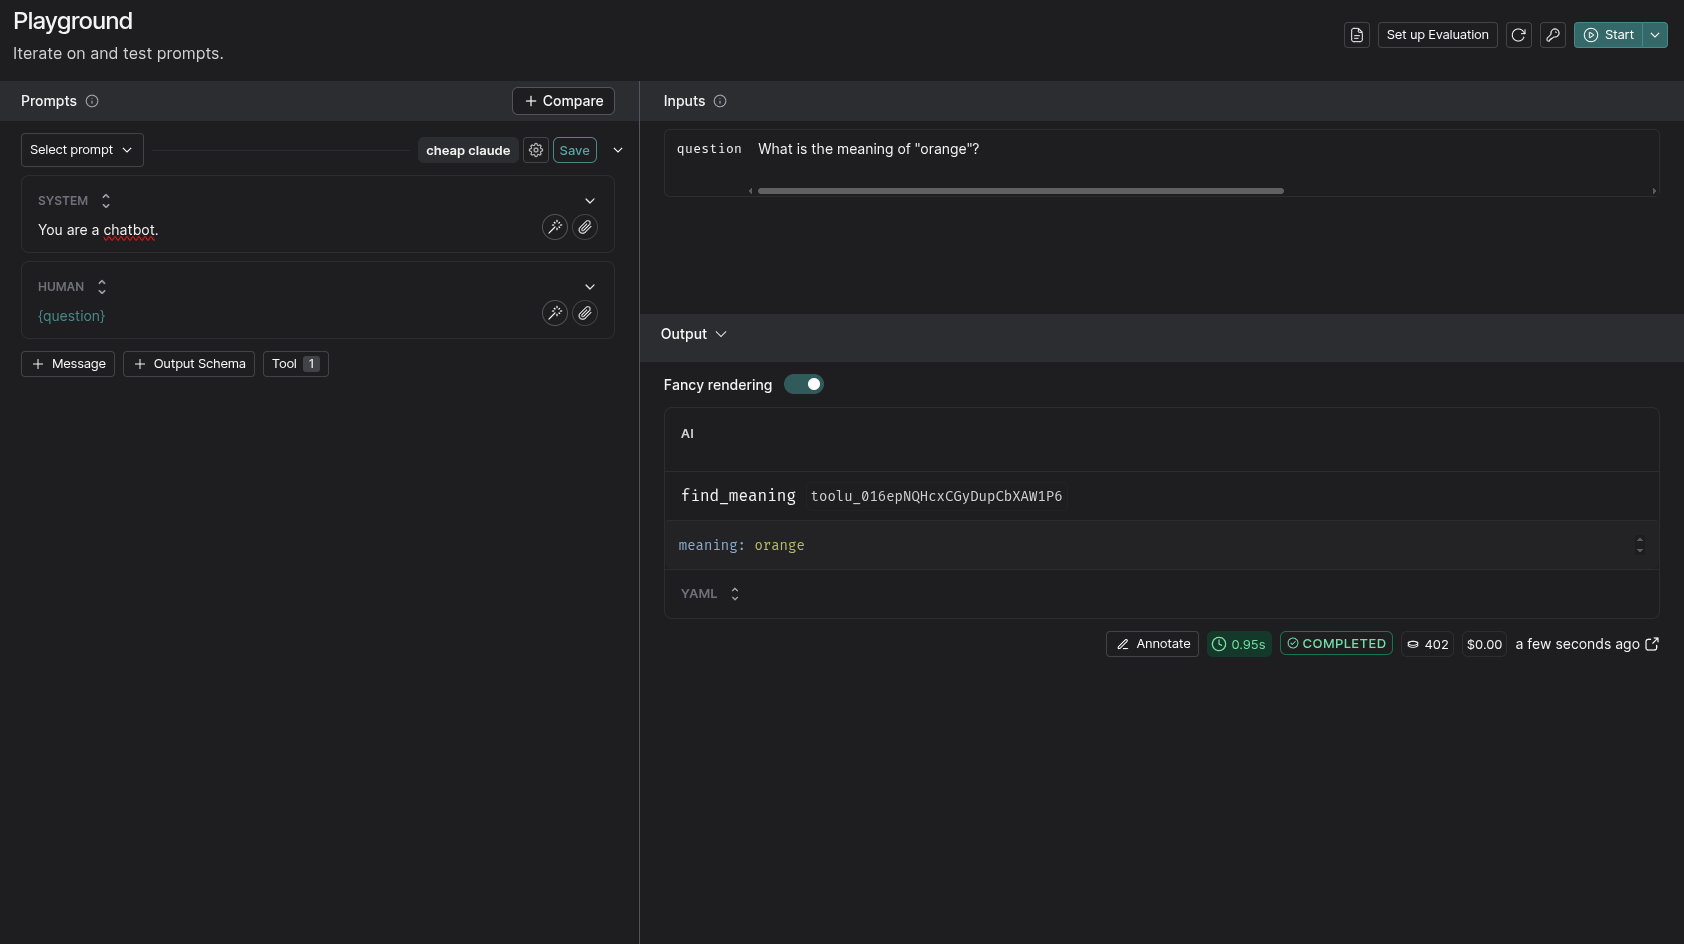 Playground
Iterate on and test prompts.
Set up Evaluation
Start
Prompts
Compare
Select prompt
cheap claude
Save
SYSTEM
You are a chatbot.
HUMAN
{question}
Message
Output Schema
Tool 1
Inputs
question What is the meaning of "orange"?
Output
Fancy rendering
AI
find_meaning toolu_016epNQHcxCGyDupCbXAW1P6
meaning: orange
YAML
Annotate 0.95s COMPLETED 402 $0.00 a few seconds ago